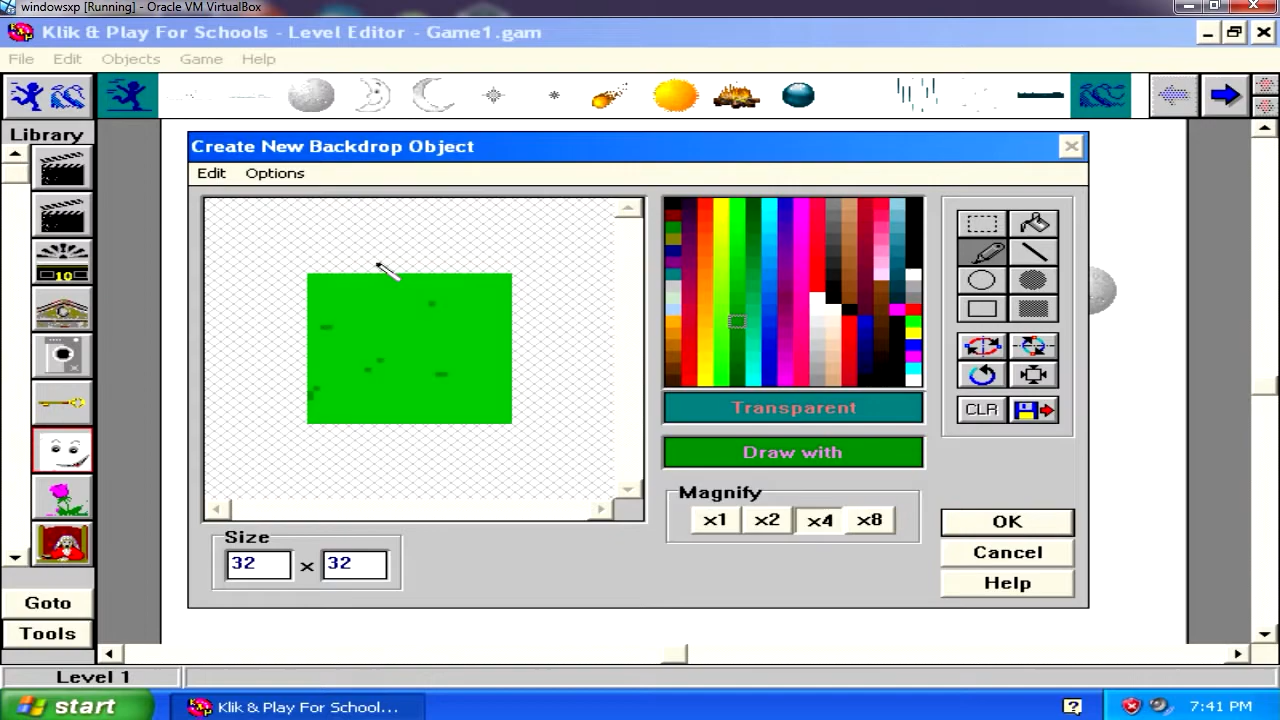 windowsxp [Running] - Oracle VM VirtualBox
Klik & Play For Schools - Level Editor - Game1.gam
File Edit Objects Game Help
Library
Create New Backdrop Object
Edit Options
10
Transparent
CLR
Draw with
Magnify
x1 x2 x4 x8
OK
Size
32 x 32
Cancel
Help
Goto
Tools
Level 1
start
Klik & Play For School...
7:41 PM